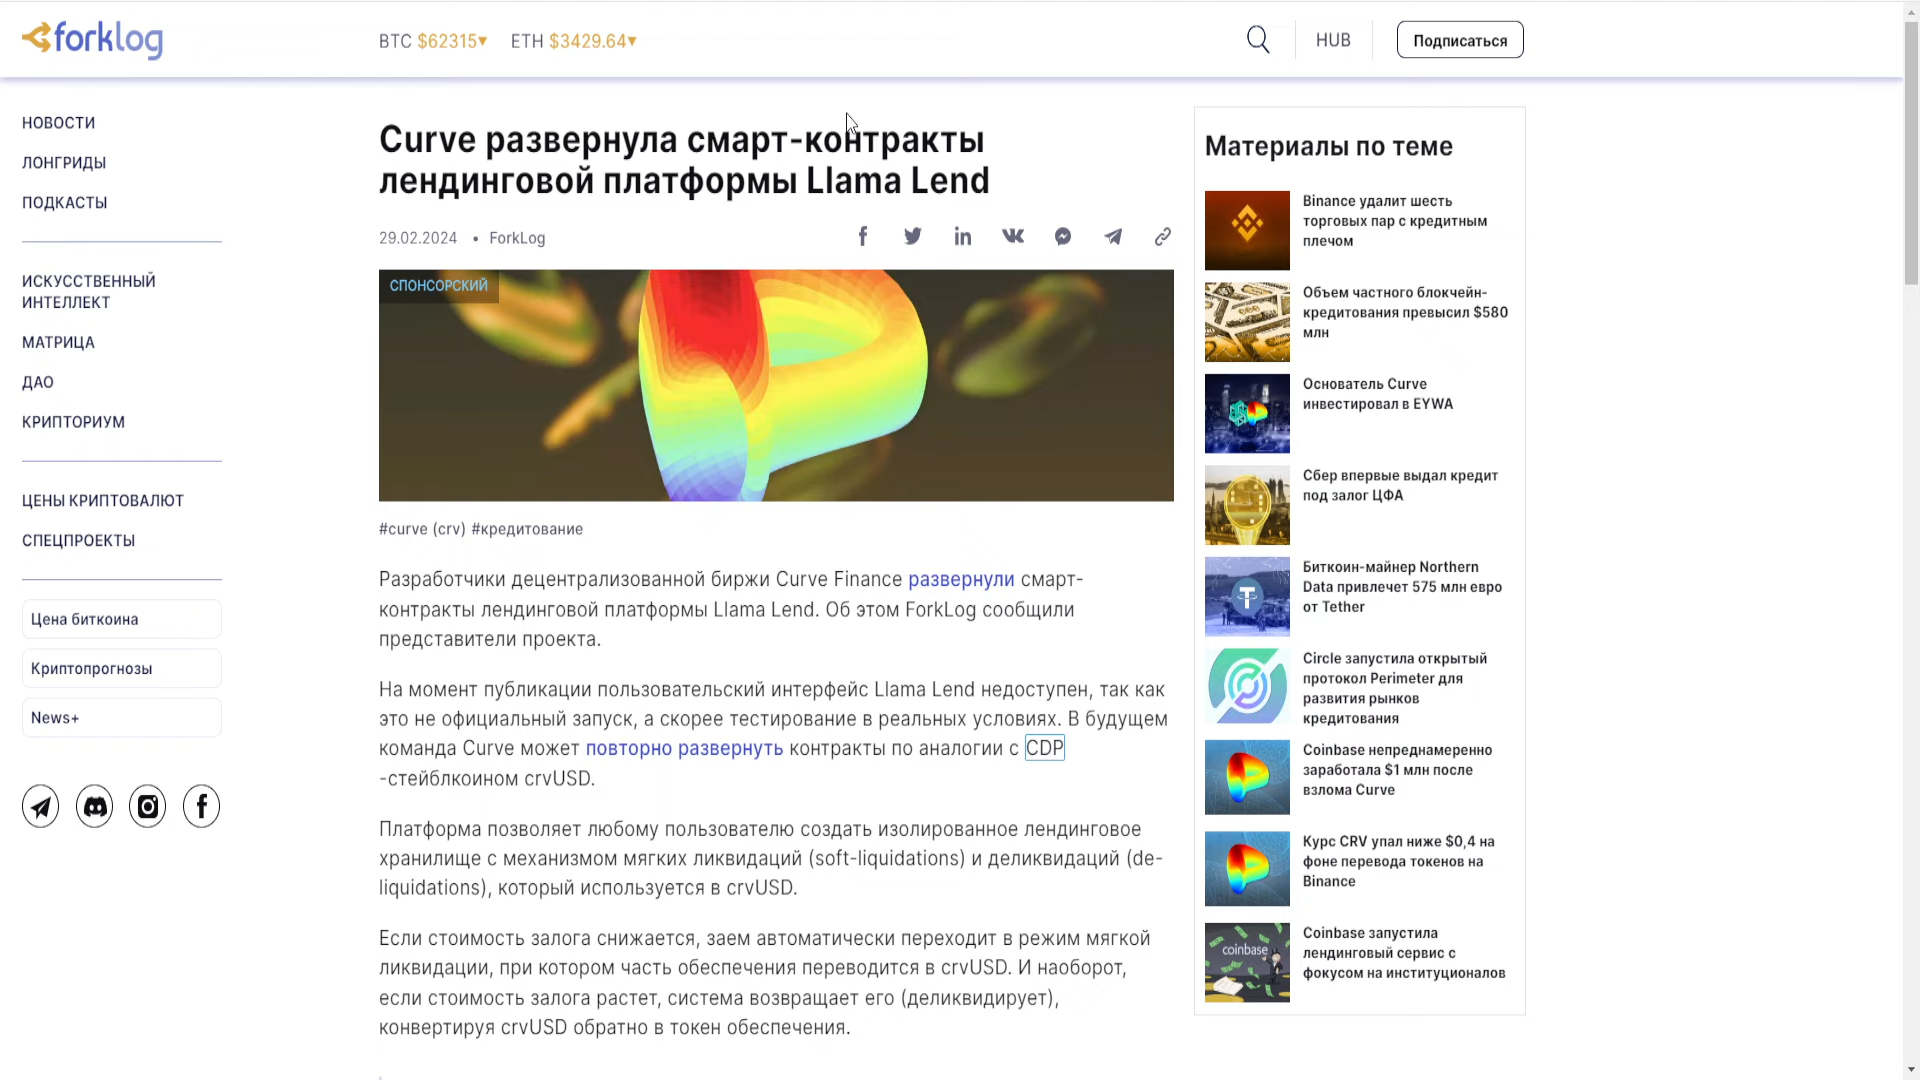 forklog
BTC $62315▾ ETH $3429.64▾
HUB
Подписаться
НОВОСТИ
ЛОНГРИДЫ
ПОДКАСТЫ
ИСКУССТВЕННЫЙ
ИНТЕЛЛЕКТ
МАТРИЦА
ДАО
КРИПТОРИУМ
ЦЕНЫ КРИПТОВАЛЮТ
СПЕЦПРОЕКТЫ
Цена биткоина
Криптопрогнозы
News+
Curve развернула смарт-контракты
лендинговой платформы Llama Lend
29.02.2024 • ForkLog
СПОНСОРСКИЙ
#curve (crv) #кредитование
Разработчики децентрализованной биржи Curve Finance развернули смарт-
контракты лендинговой платформы Llama Lend. Об этом ForkLog сообщили
представители проекта.
На момент публикации пользовательский интерфейс Llama Lend недоступен, так как
это не официальный запуск, а скорее тестирование в реальных условиях. В будущем
команда Curve может повторно развернуть контракты по аналогии с CDP
-стейблкоином crvUSD.
Платформа позволяет любому пользователю создать изолированное лендинговое
хранилище с механизмом мягких ликвидаций (soft-liquidations) и деликвидаций (de-
liquidations), который используется в crvUSD.
Если стоимость залога снижается, заем автоматически переходит в режим мягкой
ликвидации, при котором часть обеспечения переводится в crvUSD. И наоборот,
если стоимость залога растет, система возвращает его (деликвидирует),
конвертируя crvUSD обратно в токен обеспечения.
Материалы по теме
Binance удалит шесть
торговых пар с кредитным
плечом
Объем частного блокчейн-
кредитования превысил $580
млн
Основатель Curve
инвестировал в EYWA
Сбер впервые выдал кредит
под залог ЦФА
Биткоин-майнер Northern
Data привлечет 575 млн евро
от Tether
Circle запустила открытый
протокол Perimeter для
развития рынков
кредитования
Coinbase непреднамеренно
заработала $1 млн после
взлома Curve
Курс CRV упал ниже $0,4 на
фоне перевода токенов на
Binance
coinbase
Coinbase запустила
лендинговый сервис с
фокусом на институционалов